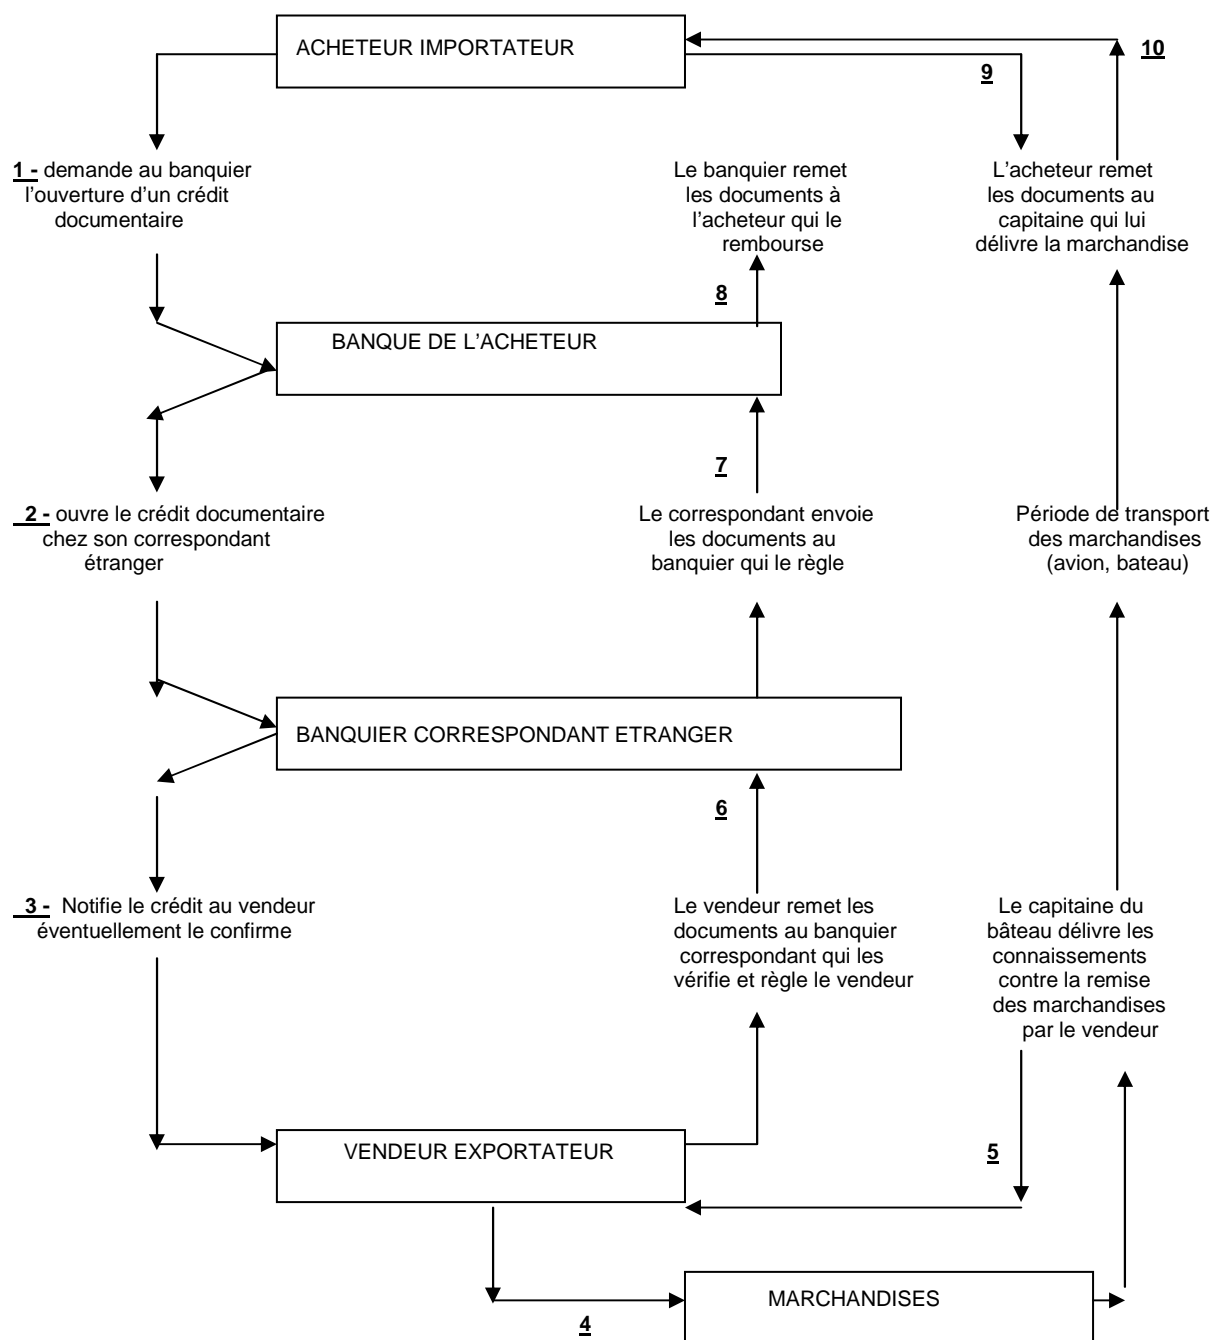 ACHETEUR IMPORTATEUR
10
9
1 - demande au banquier
l’ouverture d’un crédit
documentaire
Le banquier remet
les documents à
l’acheteur qui le
rembourse
L’acheteur remet
les documents au
capitaine qui lui
délivre la marchandise
8
BANQUE DE L’ACHETEUR
7
2 - ouvre le crédit documentaire
chez son correspondant
étranger
Le correspondant envoie
les documents au
banquier qui le règle
Période de transport
des marchandises
(avion, bateau)
BANQUIER CORRESPONDANT ETRANGER
6
3 - Notifie le crédit au vendeur
éventuellement le confirme
Le vendeur remet les
documents au banquier
correspondant qui les
vérifie et règle le vendeur
Le capitaine du
bâteau délivre les
connaissements
contre la remise
des marchandises
par le vendeur
VENDEUR EXPORTATEUR
5
MARCHANDISES
4